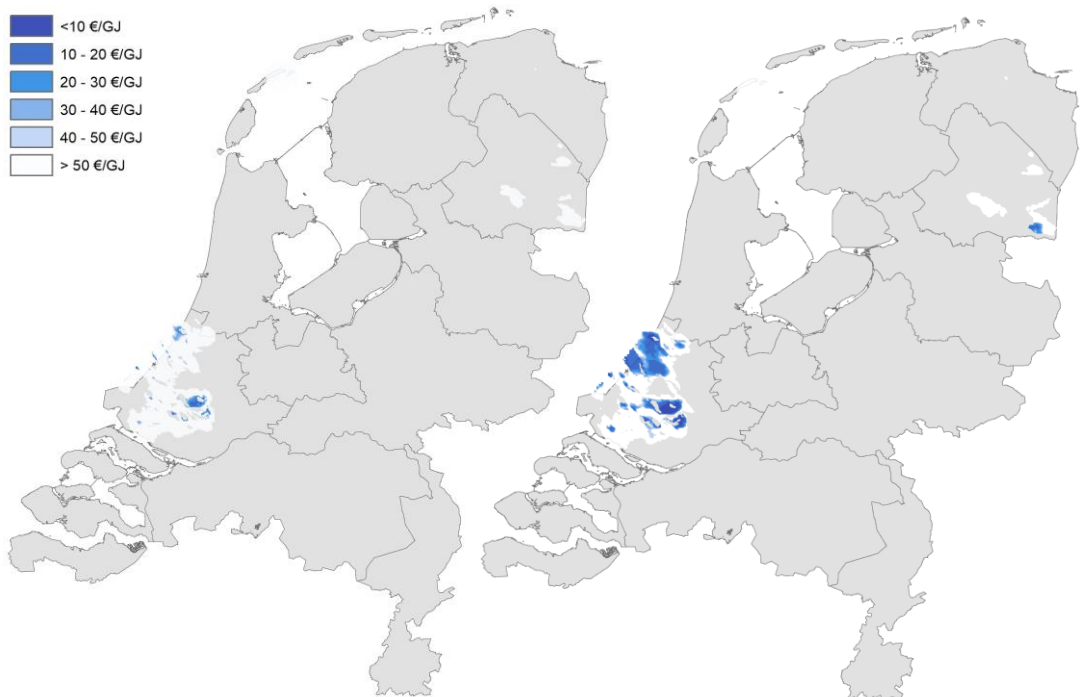 <10 €/GJ
10 - 20 €/GJ
20 - 30 €/GJ
30 - 40 €/GJ
40 - 50 €/GJ
> 50 €/GJ